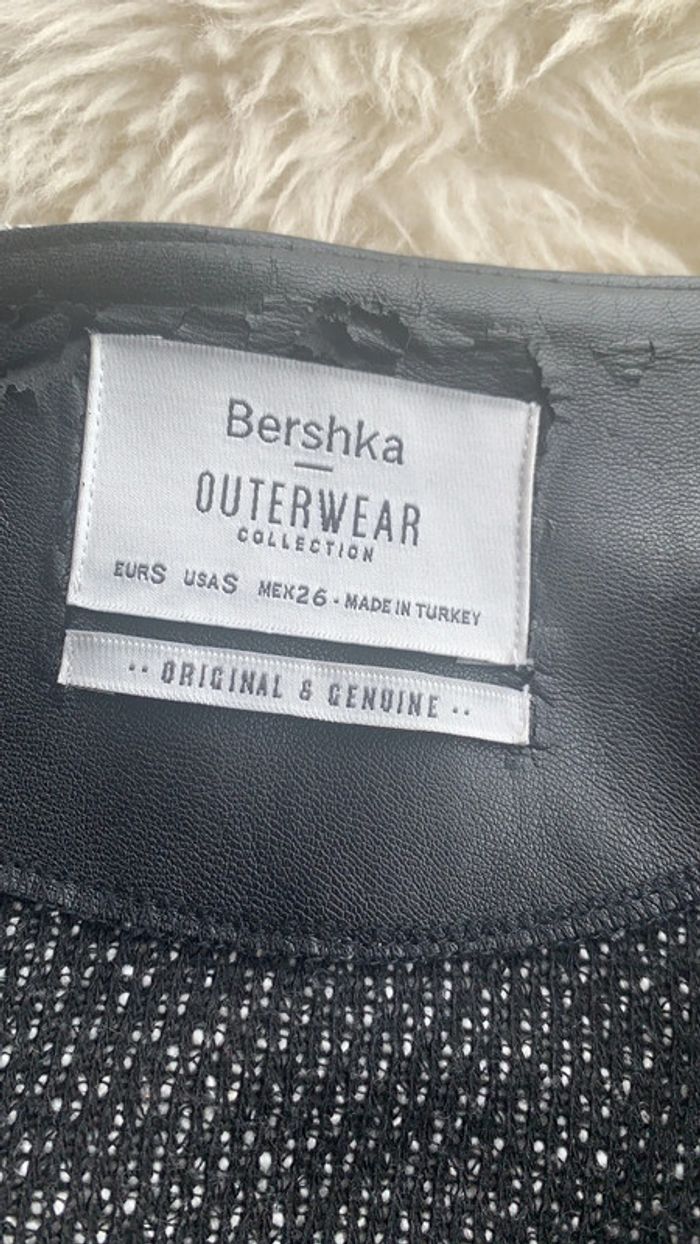 Bershka
OUTERWEAR
COLLECTION
EURS USAS MEX26 - MADE IN TURKEY
·· ORIGINAL & GENUINE ··